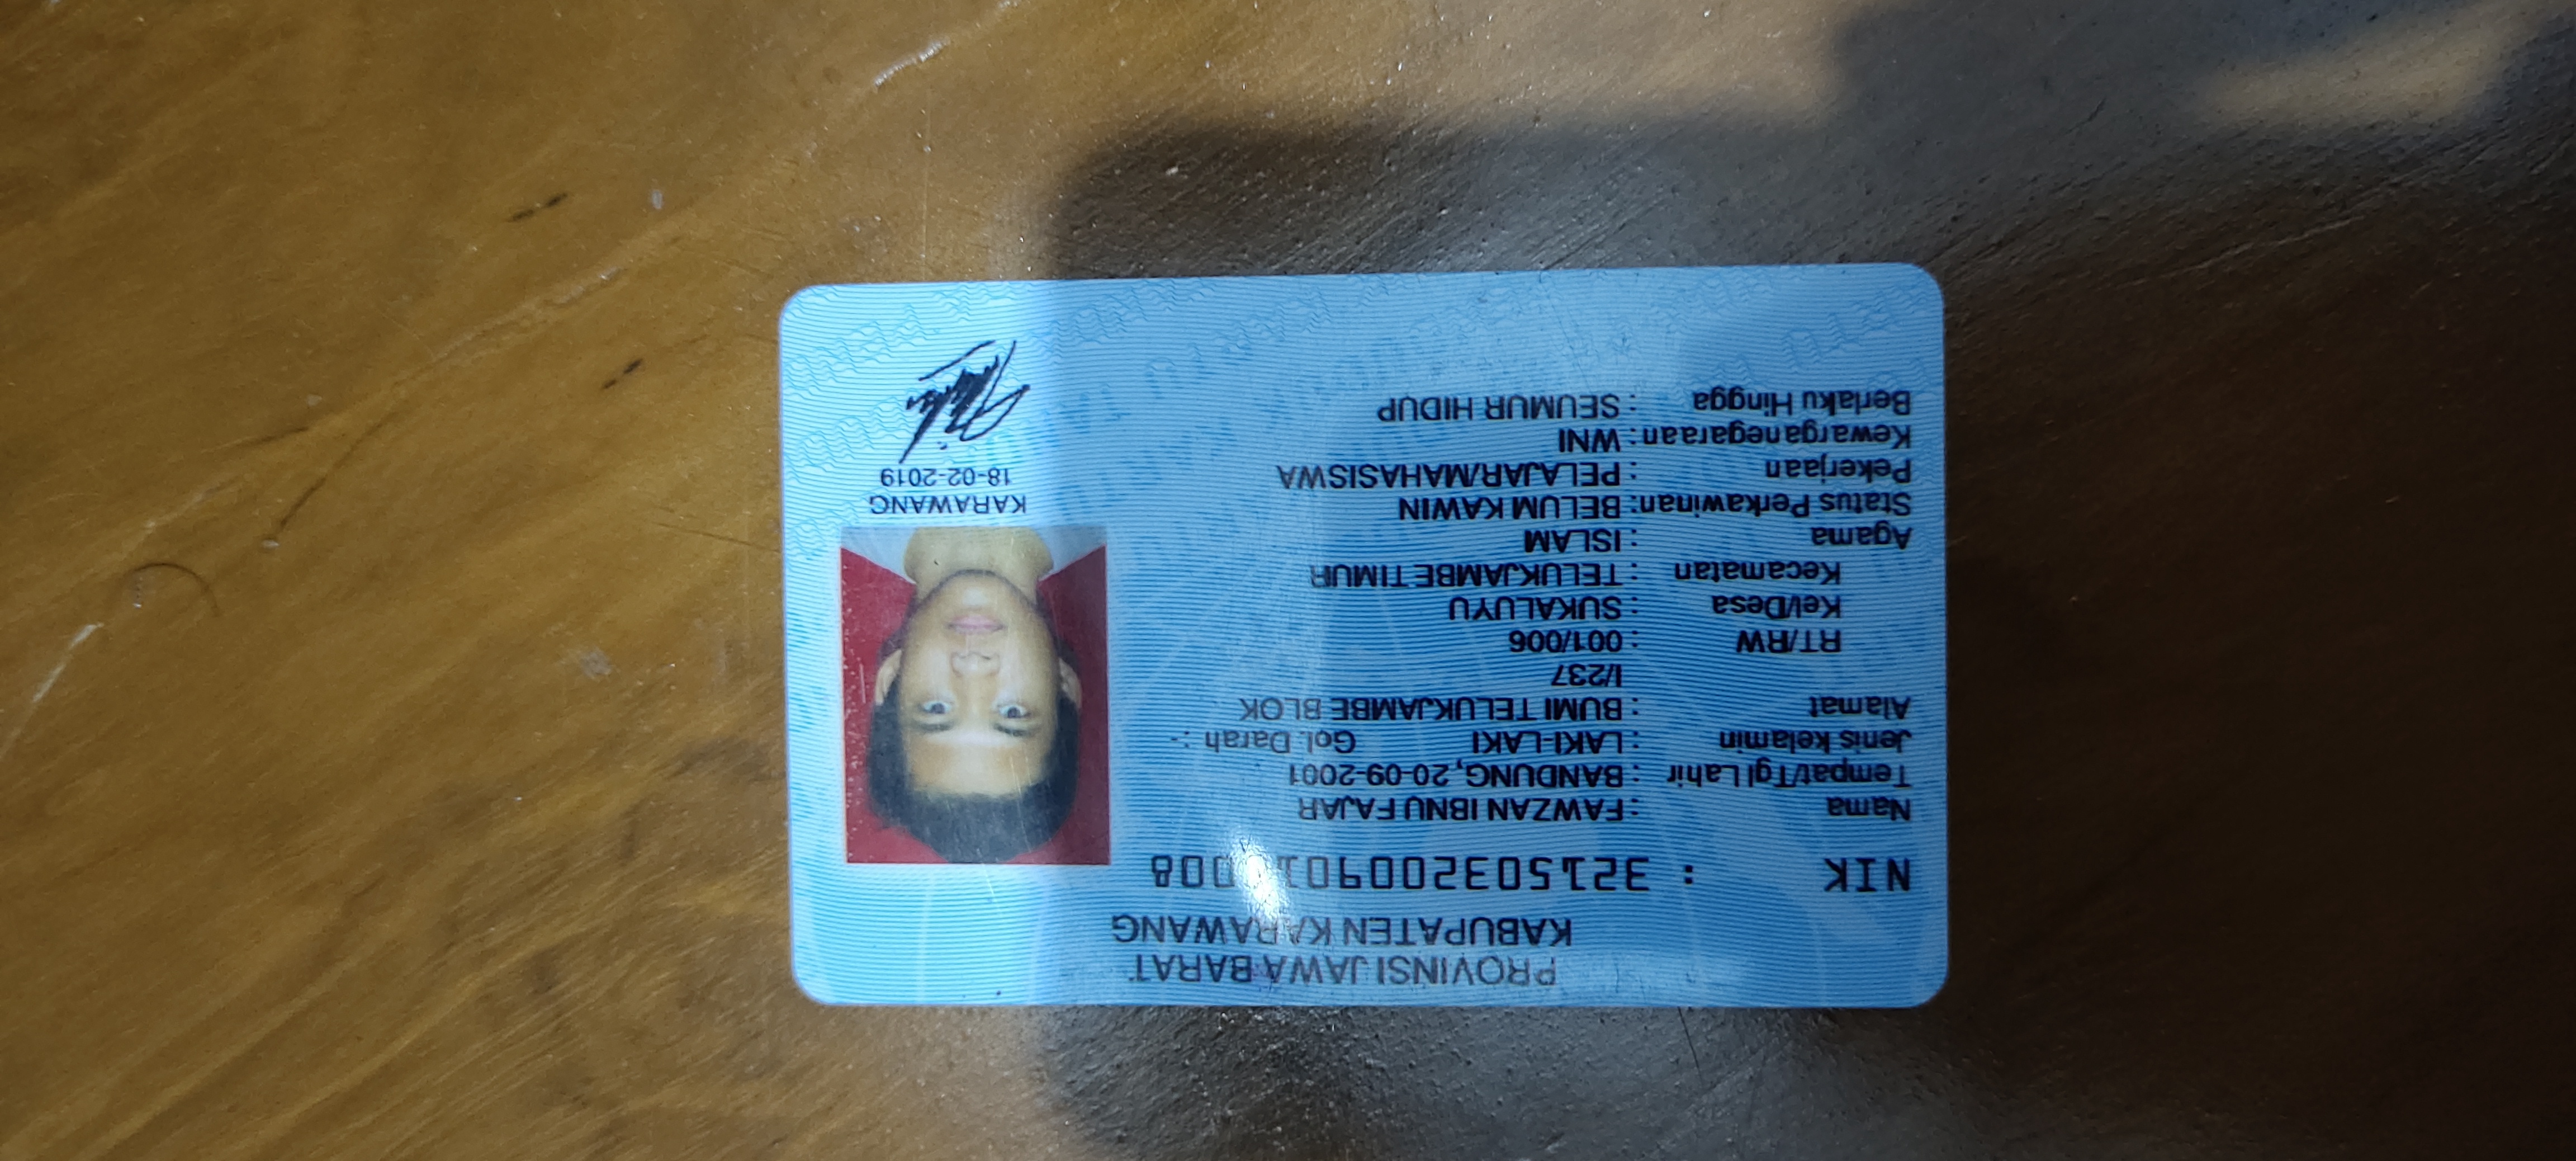 PROVINSI JAWA BARAT
KABUPATEN KARAWANG
NIK : 3215032009010008
Nama : FAWZAN IBNU FAJAR
Tempat/Tgl Lahir : BANDUNG, 20-09-2001
Jenis kelamin : LAKI-LAKI Gol. Darah : -
Alamat : BUMI TELUKJAMBE BLOK
I/237
RT/RW : 001/006
Kel/Desa : SUKALUYU
Kecamatan : TELUKJAMBE TIMUR
Agama : ISLAM
Status Perkawinan: BELUM KAWIN
Pekerjaan : PELAJAR/MAHASISWA
Kewarganegaraan: WNI
Berlaku Hingga : SEUMUR HIDUP
KARAWANG
18-02-2019